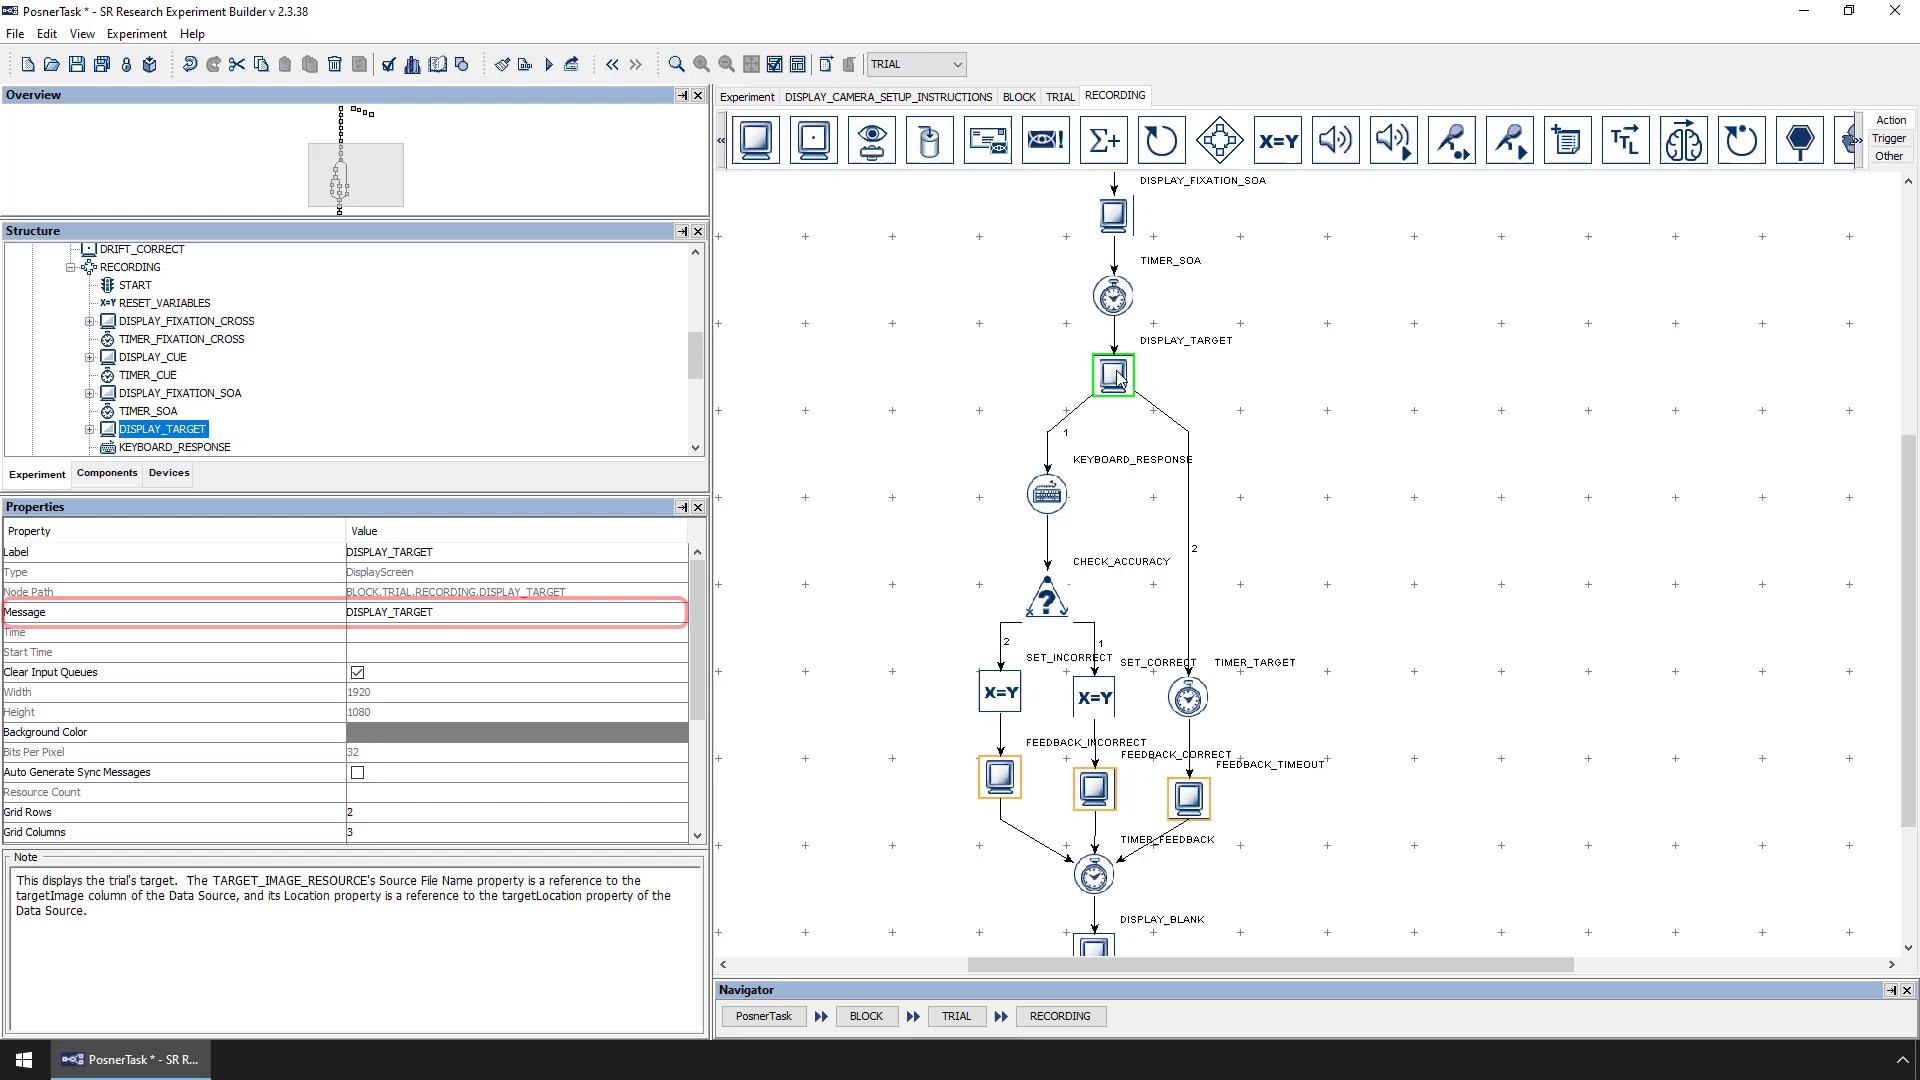 PosnerTask * - SR Research Experiment Builder v 2.3.38
File Edit View Experiment Help
TRIAL
Overview
Structure
DRIFT_CORRECT
RECORDING
START
X=Y RESET_VARIABLES
DISPLAY_FIXATION_CROSS
TIMER_FIXATION_CROSS
DISPLAY_CUE
TIMER_CUE
DISPLAY_FIXATION_SOA
TIMER_SOA
DISPLAY_TARGET
KEYBOARD_RESPONSE
Experiment Components Devices
Properties
Property Value
Label DISPLAY_TARGET
Type DisplayScreen
Node Path BLOCK.TRIAL.RECORDING.DISPLAY_TARGET
Message DISPLAY_TARGET
Time
Start Time
Clear Input Queues
Width 1920
Height 1080
Background Color
Bits Per Pixel 32
Auto Generate Sync Messages
Resource Count
Grid Rows 2
Grid Columns 3
Note
This displays the trial's target. The TARGET_IMAGE_RESOURCE's Source File Name property is a reference to the
targetImage column of the Data Source, and its Location property is a reference to the targetLocation property of the
Data Source.
Experiment DISPLAY_CAMERA_SETUP_INSTRUCTIONS BLOCK TRIAL RECORDING
Σ+ X=Y TTL
Action
Trigger
Other
DISPLAY_FIXATION_SOA
TIMER_SOA
DISPLAY_TARGET
1
KEYBOARD_RESPONSE
2
CHECK_ACCURACY
?
2 1
SET_INCORRECT SET_CORRECT TIMER_TARGET
X=Y X=Y
FEEDBACK_INCORRECT FEEDBACK_CORRECT FEEDBACK_TIMEOUT
TIMER_FEEDBACK
DISPLAY_BLANK
Navigator
PosnerTask BLOCK TRIAL RECORDING
PosnerTask * - SR R...